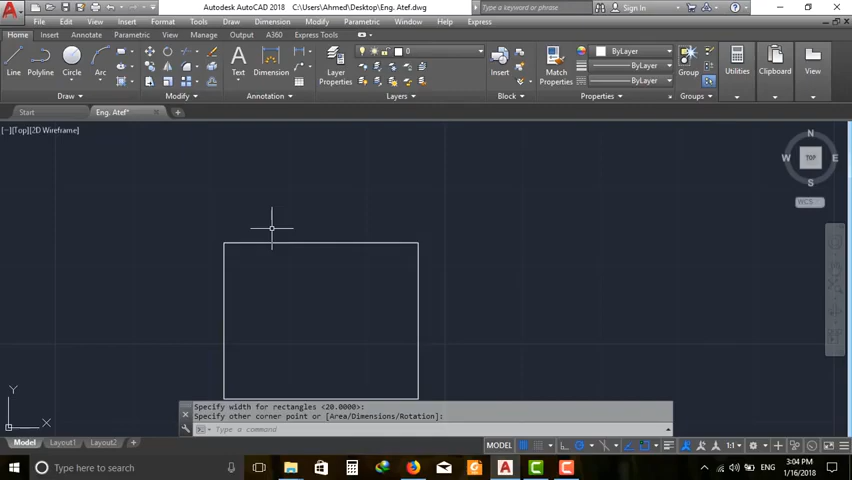 Autodesk AutoCAD 2018 C:\Users\Ahmed\Desktop\Eng. Atef.dwg
Type a keyword or phrase
Sign In
File Edit View Insert Format Tools Draw Dimension Modify Parametric Window Help Express
Home Insert Annotate Parametric View Manage Output A360 Express Tools
0
ByLayer
ByLayer
ByLayer
Line Polyline Circle Arc
Text Dimension
Layer Properties
Insert
Match Properties
Group
Utilities
Clipboard
View
Draw Modify Annotation Layers Block Properties Groups
Start Eng. Atef*
[−][Top][2D Wireframe]
N
W TOP E
S
WCS
Y
X
Specify width for rectangles <20.0000>:
Specify other corner point or [Area/Dimensions/Rotation]:
Type a command
Model Layout1 Layout2
MODEL
1:1
Type here to search
ENG
3:04 PM
1/16/2018